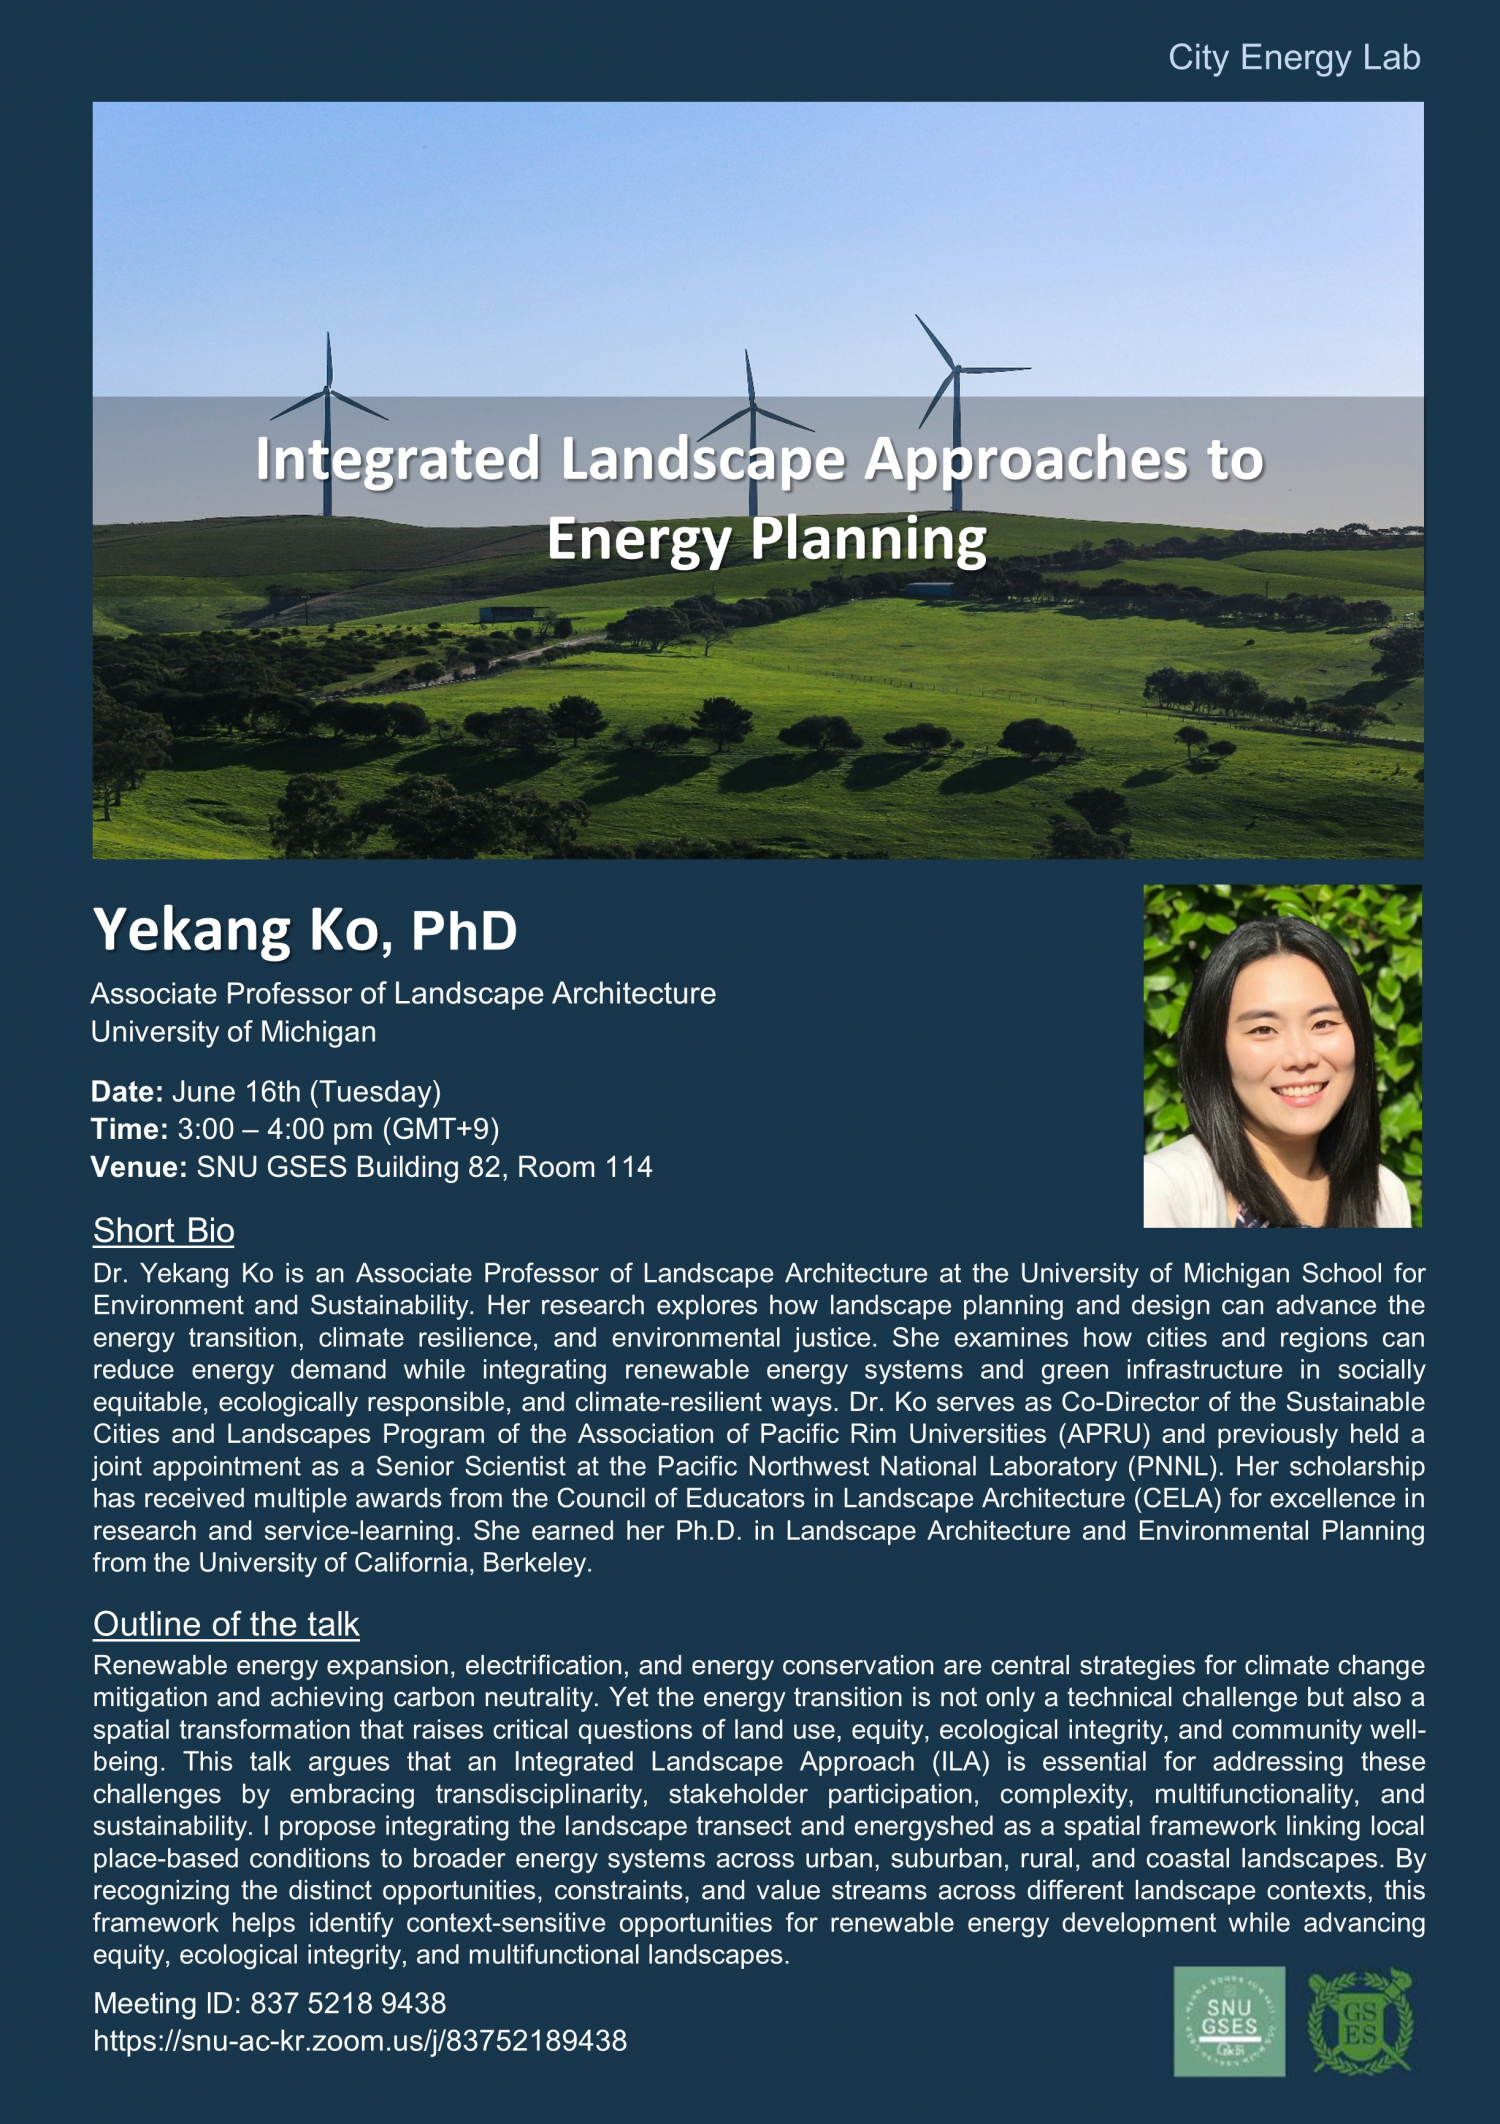 City Energy Lab
Integrated Landscape Approaches to
Energy Planning
Yekang Ko, PhD
Associate Professor of Landscape Architecture
University of Michigan
Date: June 16th (Tuesday)
Time: 3:00 – 4:00 pm (GMT+9)
Venue: SNU GSES Building 82, Room 114
Short Bio
Dr. Yekang Ko is an Associate Professor of Landscape Architecture at the University of Michigan School for
Environment and Sustainability. Her research explores how landscape planning and design can advance the
energy transition, climate resilience, and environmental justice. She examines how cities and regions can
reduce energy demand while integrating renewable energy systems and green infrastructure in socially
equitable, ecologically responsible, and climate-resilient ways. Dr. Ko serves as Co-Director of the Sustainable
Cities and Landscapes Program of the Association of Pacific Rim Universities (APRU) and previously held a
joint appointment as a Senior Scientist at the Pacific Northwest National Laboratory (PNNL). Her scholarship
has received multiple awards from the Council of Educators in Landscape Architecture (CELA) for excellence in
research and service-learning. She earned her Ph.D. in Landscape Architecture and Environmental Planning
from the University of California, Berkeley.
Outline of the talk
Renewable energy expansion, electrification, and energy conservation are central strategies for climate change
mitigation and achieving carbon neutrality. Yet the energy transition is not only a technical challenge but also a
spatial transformation that raises critical questions of land use, equity, ecological integrity, and community well-
being. This talk argues that an Integrated Landscape Approach (ILA) is essential for addressing these
challenges by embracing transdisciplinarity, stakeholder participation, complexity, multifunctionality, and
sustainability. I propose integrating the landscape transect and energyshed as a spatial framework linking local
place-based conditions to broader energy systems across urban, suburban, rural, and coastal landscapes. By
recognizing the distinct opportunities, constraints, and value streams across different landscape contexts, this
framework helps identify context-sensitive opportunities for renewable energy development while advancing
equity, ecological integrity, and multifunctional landscapes.
Meeting ID: 837 5218 9438
https://snu-ac-kr.zoom.us/j/83752189438
SNU
GSES
GS
ES